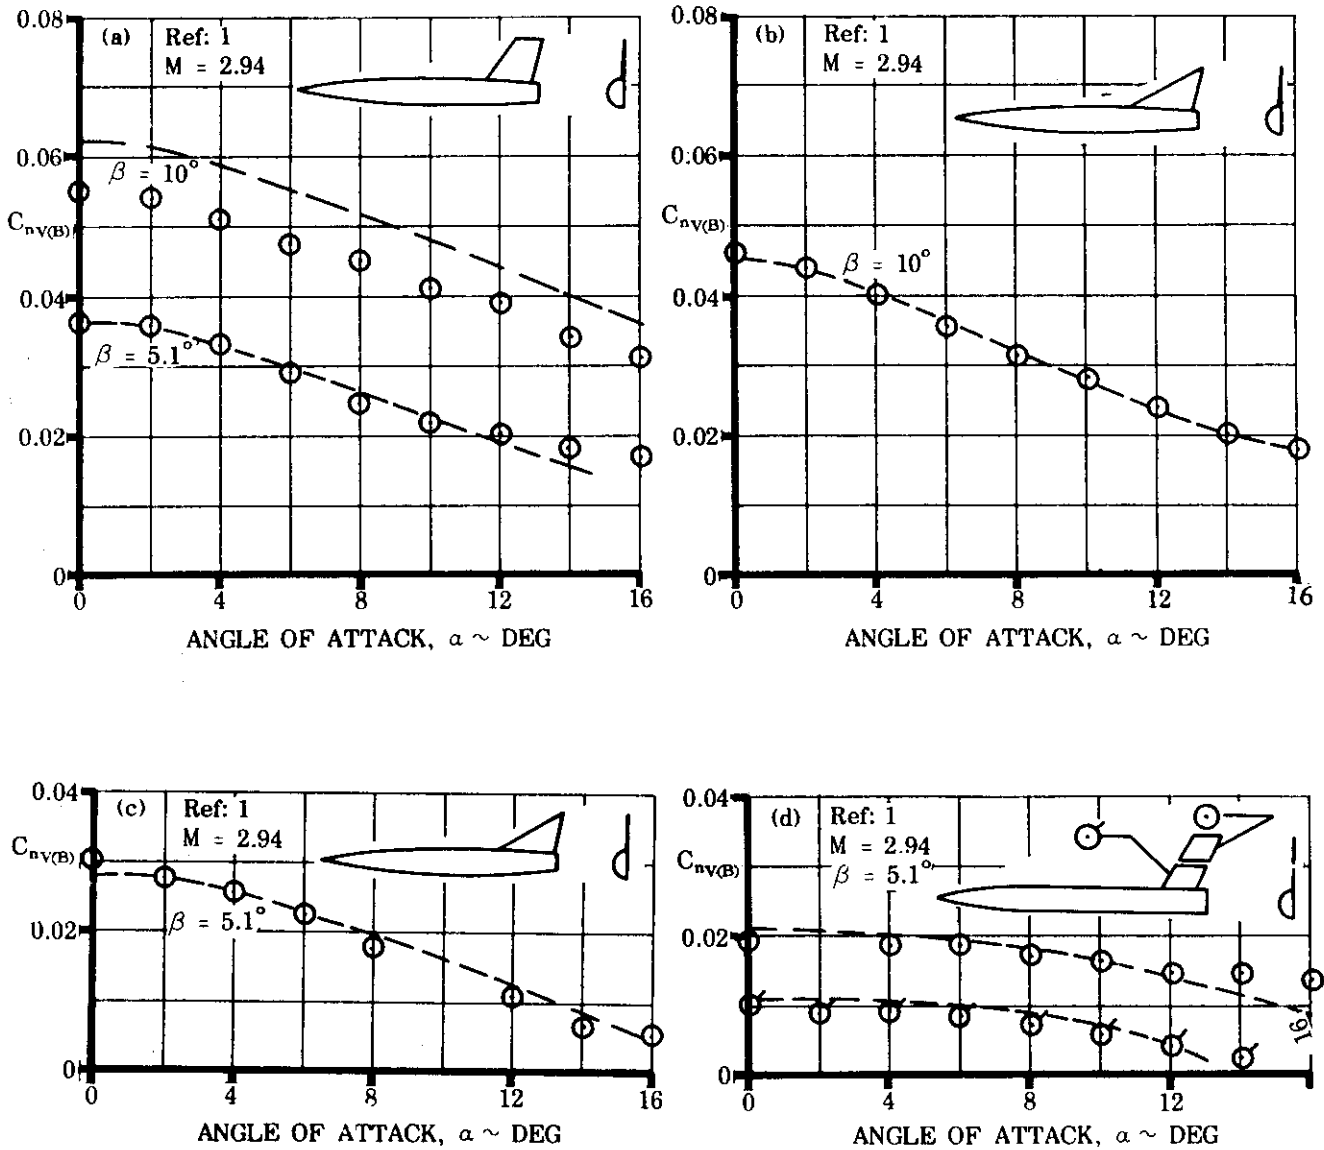 0.08
(a) Ref: 1
M = 2.94
0.06
β = 10°
C_nV(B)
0.04
β = 5.1°
0.02
0
0 4 8 12 16
ANGLE OF ATTACK, α ~ DEG
0.08
(b) Ref: 1
M = 2.94
0.06
C_nV(B)
β = 10°
0.04
0.02
0
0 4 8 12 16
ANGLE OF ATTACK, α ~ DEG
0.04
(c) Ref: 1
M = 2.94
C_nV(B)
β = 5.1°
0.02
0
0 4 8 12 16
ANGLE OF ATTACK, α ~ DEG
0.04
(d) Ref: 1
M = 2.94
C_nV(B)
β = 5.1°
0.02
0
0 4 8 12 16
ANGLE OF ATTACK, α ~ DEG